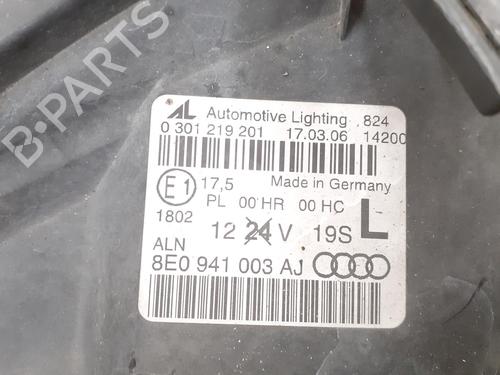 B-PARTS
AL Automotive Lighting 824
0 301 219 201 17.03.06 14200
E1 17,5 Made in Germany
PL 00 HR 00 HC
1802 12 24 V 19S L
ALN
8E0 941 003 AJ